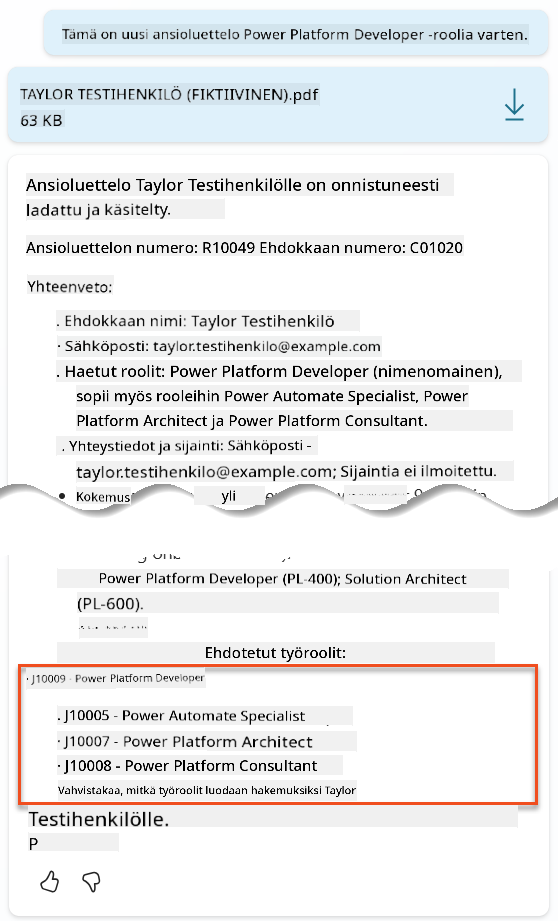 Tämä on uusi ansioluettelo Power Platform Developer -roolia varten.
TAYLOR TESTIHENKILÖ (FIKTIIVINEN).pdf
63 KB
Ansioluettelo Taylor Testihenkilölle on onnistuneesti
ladattu ja käsitelty.
Ansioluettelon numero: R10049 Ehdokkaan numero: C01020
Yhteenveto:
. Ehdokkaan nimi: Taylor Testihenkilö
· Sähköposti: taylor.testihenkilo@example.com
. Haetut roolit: Power Platform Developer (nimenomainen),
sopii myös rooleihin Power Automate Specialist, Power
Platform Architect ja Power Platform Consultant.
. Yhteystiedot ja sijainti: Sähköposti -
taylor.testihenkilo@example.com; Sijaintia ei ilmoitettu.
• Kokemus yli
Power Platform Developer (PL-400); Solution Architect
(PL-600).
Ehdotetut työroolit:
· J10009 - Power Platform Developer
. J10005 - Power Automate Specialist
· J10007 - Power Platform Architect
· J10008 - Power Platform Consultant
Vahvistakaa, mitkä työroolit luodaan hakemuksiksi Taylor
Testihenkilölle.
P